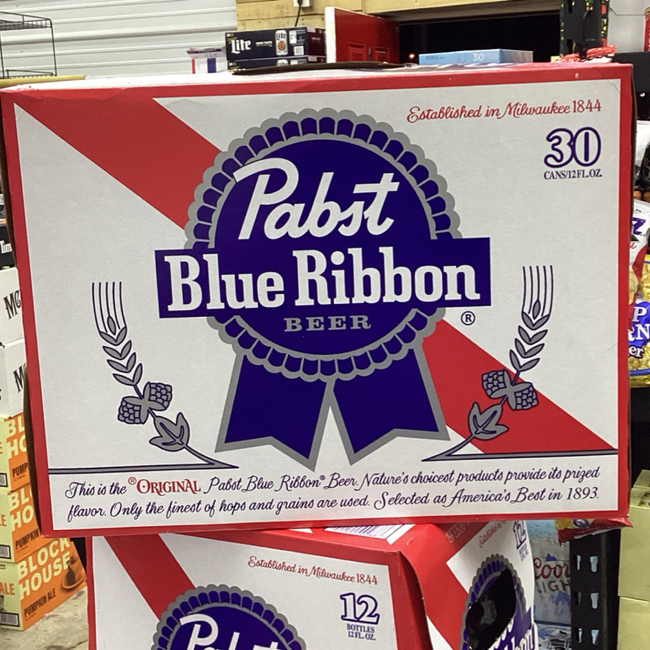 Lite
30
Established in Milwaukee 1844
30
CANS/12 FL. OZ.
Pabst
Blue Ribbon
BEER
®
This is the ®ORIGINAL Pabst Blue Ribbon® Beer. Nature's choicest products provide its prized
flavor. Only the finest of hops and grains are used. Selected as America's Best in 1893.
Established in Milwaukee 1844
12
BOTTLES
12 FL. OZ.
Pabst
12
BLOCK
HOUSE
PUMPKIN ALE